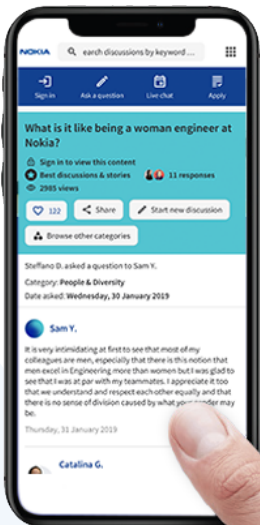 NOKIA
earch discussions by keyword ...
Sign in
Ask a question
Live chat
Apply
What is it like being a woman engineer at
Nokia?
Sign in to view this content
Best discussions & stories
11 responses
2985 views
122
Share
Start new discussion
Browse other categories
Steffano D. asked a question to Sam Y.
Category: People & Diversity
Date asked: Wednesday, 30 January 2019
Sam Y.
It is very intimidating at first to see that most of my
colleagues are men, especially that there is this notion that
men excel in Engineering more than women but I was glad to
see that I was at par with my teammates. I appreciate it too
that we understand and respect each other equally and that
there is no sense of division caused by what your gender may
be.
Thursday, 31 January 2019
Catalina G.